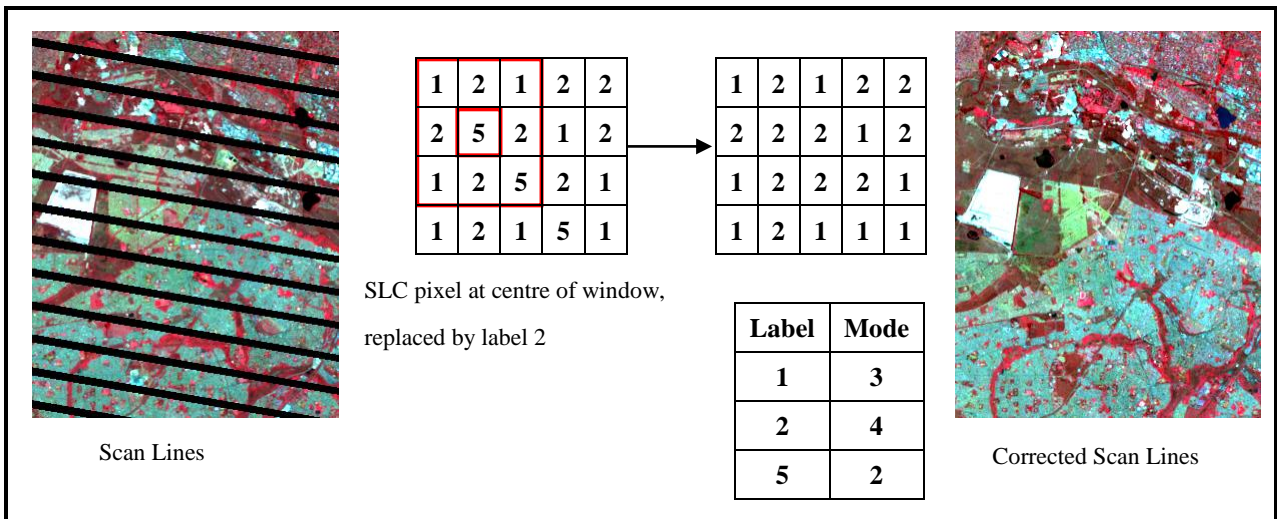 1 2 1 2 2
2 5 2 1 2
1 2 5 2 1
1 2 1 5 1
1 2 1 2 2
2 2 2 1 2
1 2 2 2 1
1 2 1 1 1
SLC pixel at centre of window,
replaced by label 2
Label Mode
1 3
2 4
5 2
Scan Lines
Corrected Scan Lines